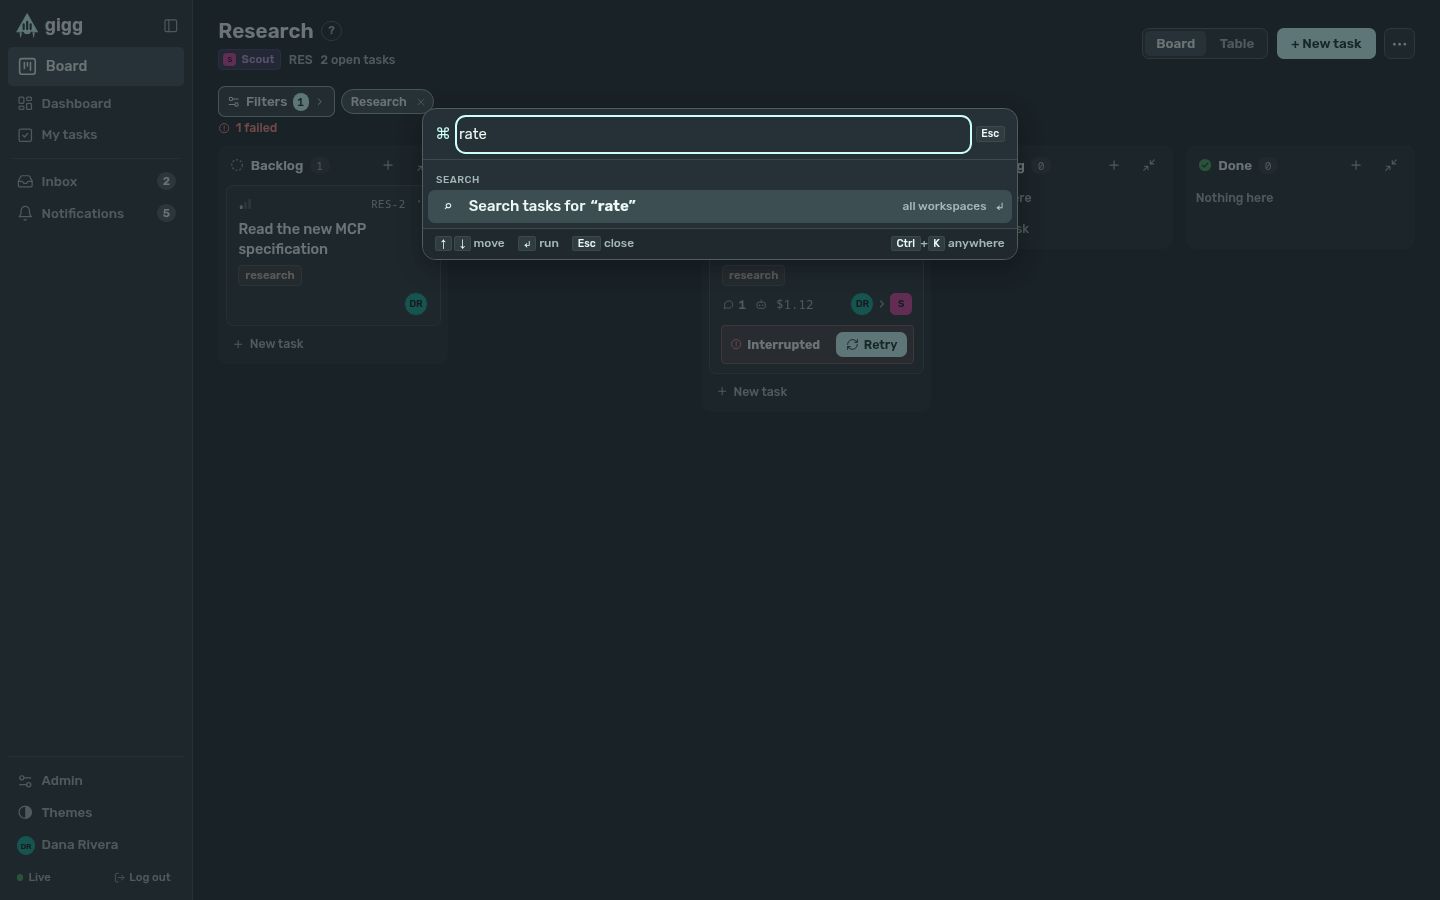 gigg
Board
Dashboard
My tasks
Inbox 2
Notifications 5
Admin
Themes
DR Dana Rivera
Live Log out
Research ?
S Scout RES 2 open tasks
Board Table + New task
Filters 1 Research
1 failed
⌘ rate Esc
SEARCH
Search tasks for “rate” all workspaces ↲
↑ ↓ move ↲ run Esc close Ctrl + K anywhere
Backlog 1
RES-2
Read the new MCP
specification
research
DR
+ New task
research
1 $1.12 DR > S
Interrupted Retry
+ New task
g 0
re
sk
Done 0
Nothing here